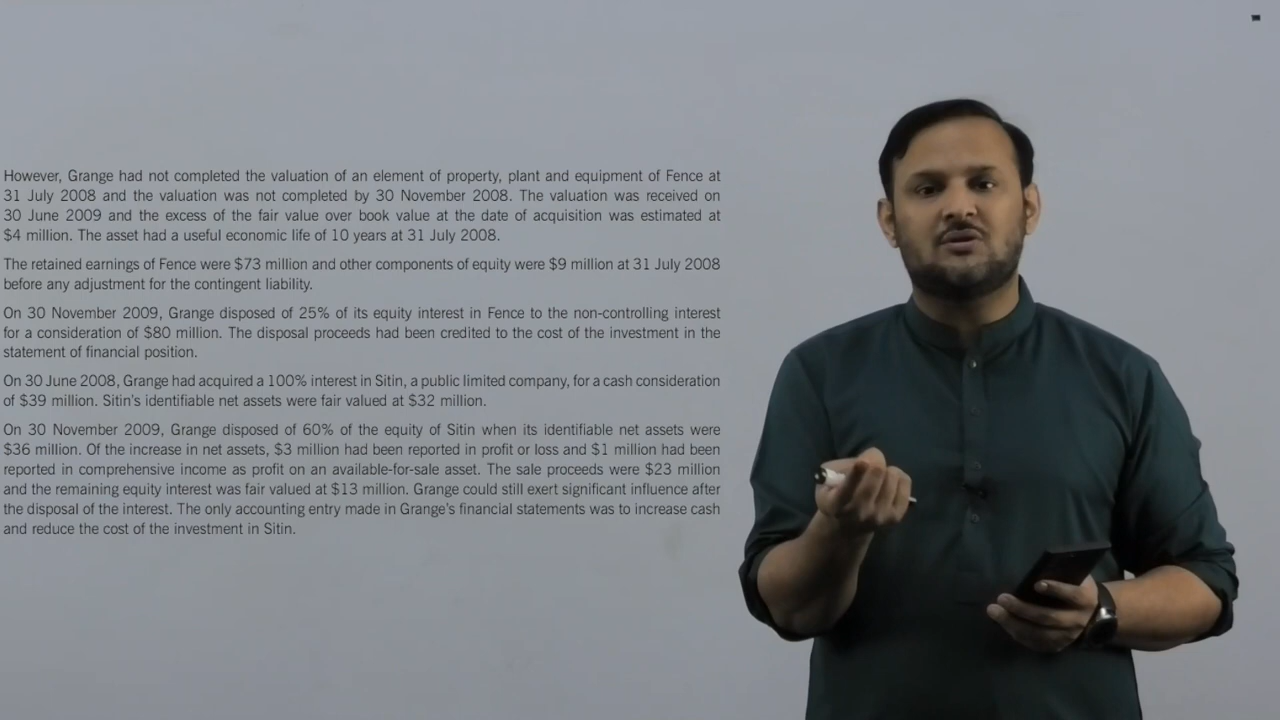 However, Grange had not completed the valuation of an element of property, plant and equipment of Fence at
31 July 2008 and the valuation was not completed by 30 November 2008. The valuation was received on
30 June 2009 and the excess of the fair value over book value at the date of acquisition was estimated at
$4 million. The asset had a useful economic life of 10 years at 31 July 2008.
The retained earnings of Fence were $73 million and other components of equity were $9 million at 31 July 2008
before any adjustment for the contingent liability.
On 30 November 2009, Grange disposed of 25% of its equity interest in Fence to the non-controlling interest
for a consideration of $80 million. The disposal proceeds had been credited to the cost of the investment in the
statement of financial position.
On 30 June 2008, Grange had acquired a 100% interest in Sitin, a public limited company, for a cash consideration
of $39 million. Sitin's identifiable net assets were fair valued at $32 million.
On 30 November 2009, Grange disposed of 60% of the equity of Sitin when its identifiable net assets were
$36 million. Of the increase in net assets, $3 million had been reported in profit or loss and $1 million had been
reported in comprehensive income as profit on an available-for-sale asset. The sale proceeds were $23 million
and the remaining equity interest was fair valued at $13 million. Grange could still exert significant influence after
the disposal of the interest. The only accounting entry made in Grange's financial statements was to increase cash
and reduce the cost of the investment in Sitin.